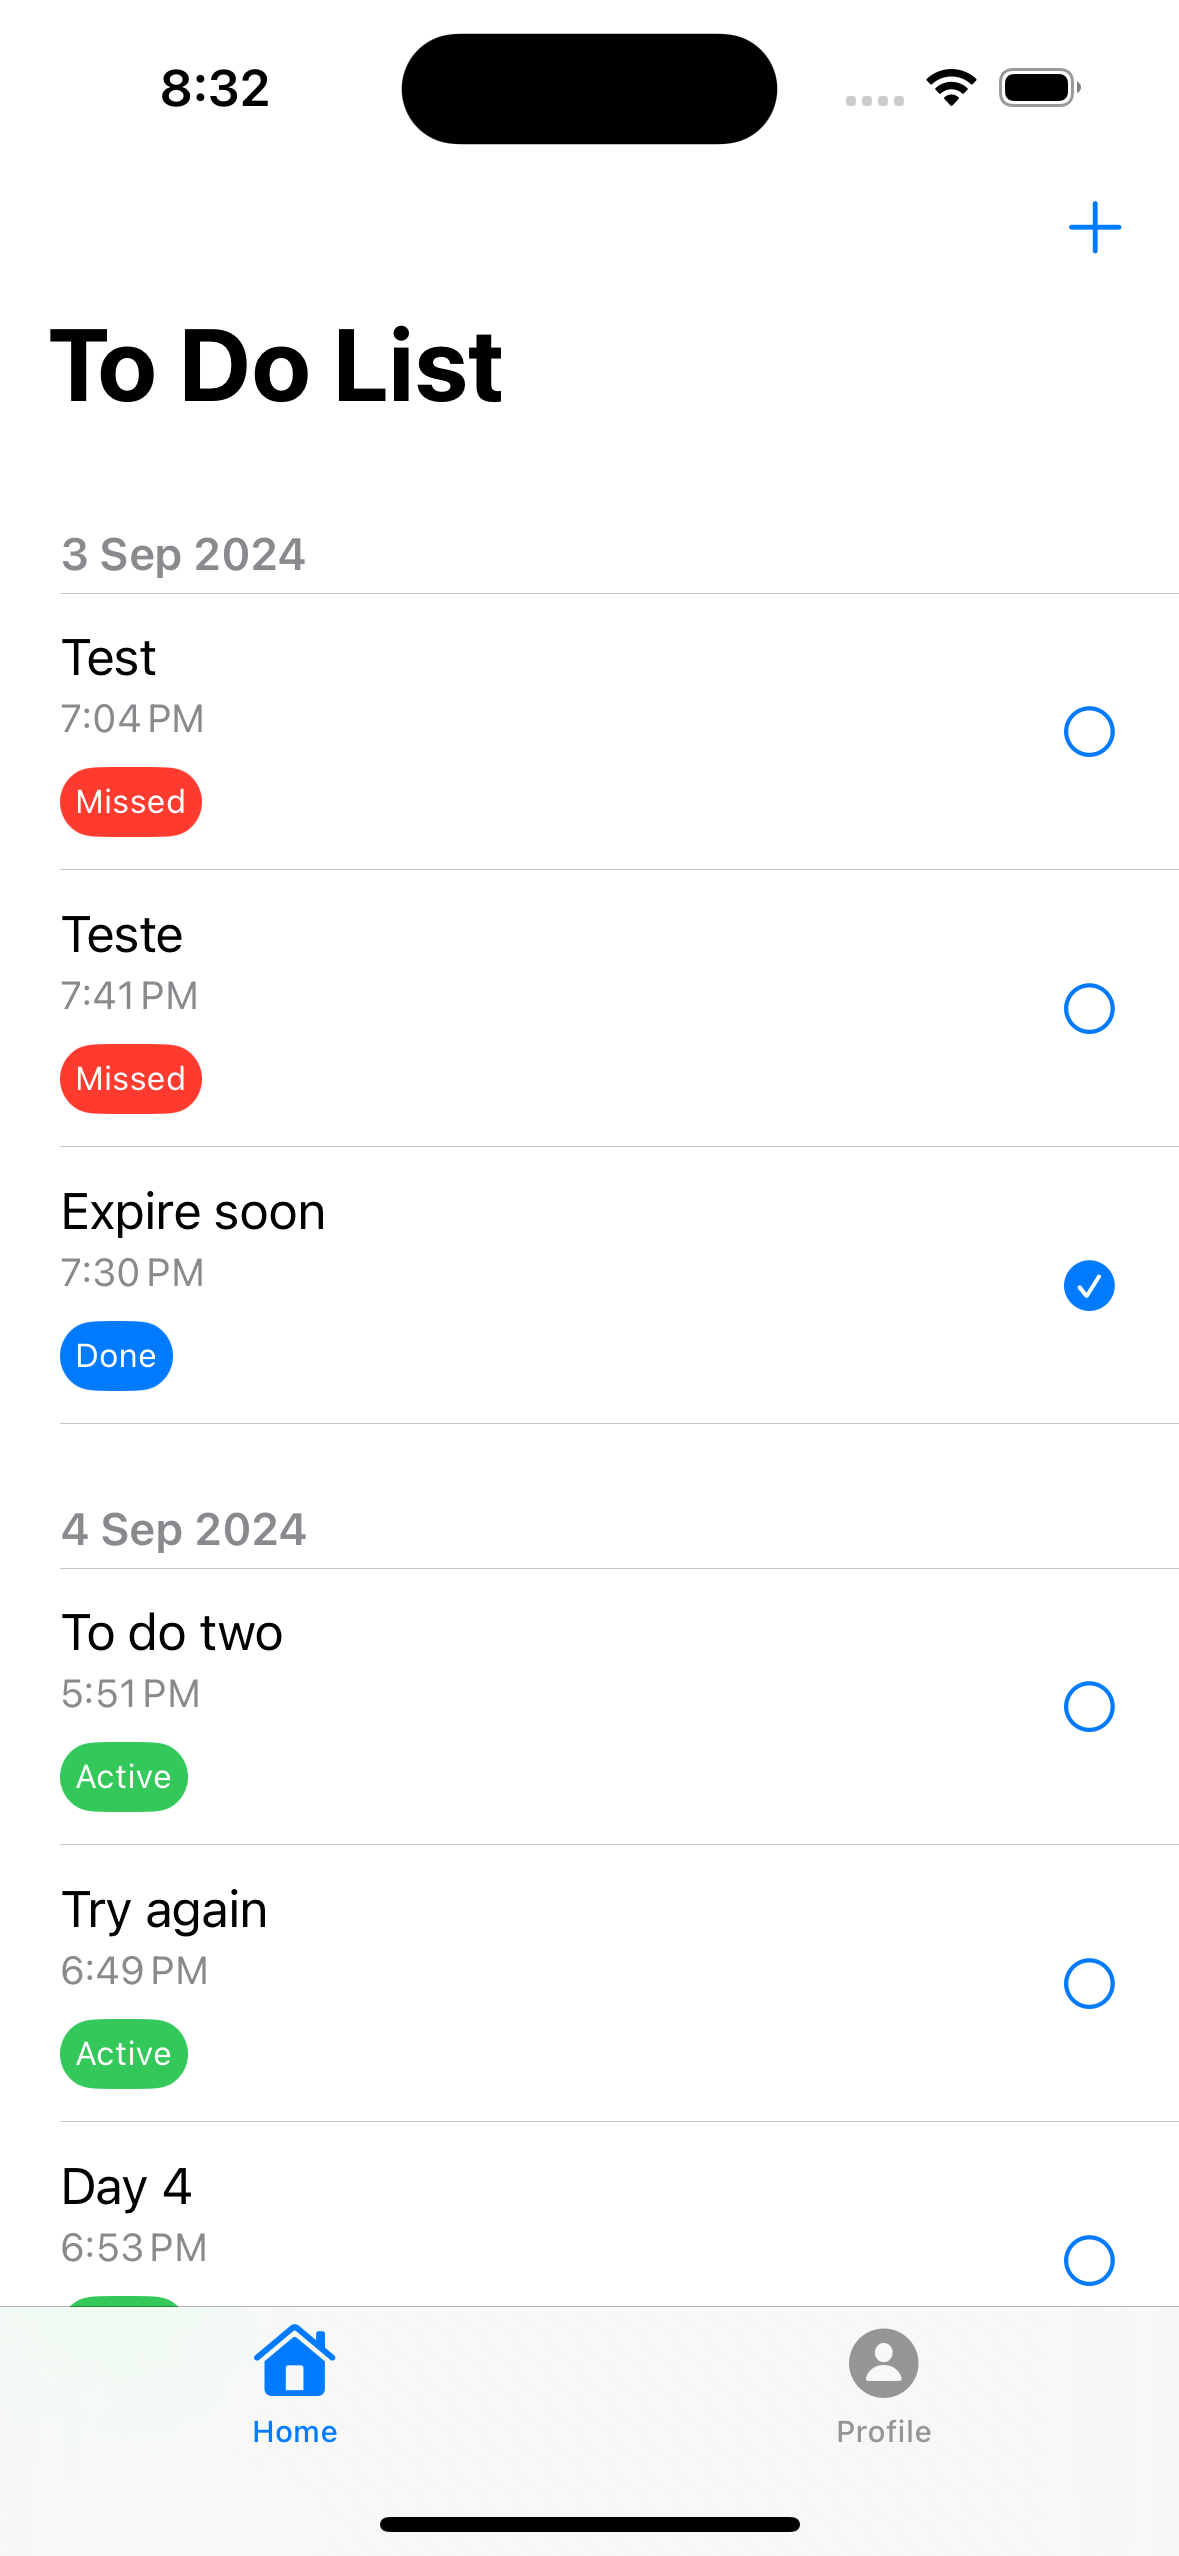 8:32
To Do List
3 Sep 2024
Test
7:04 PM
Missed
Teste
7:41 PM
Missed
Expire soon
7:30 PM
Done
4 Sep 2024
To do two
5:51 PM
Active
Try again
6:49 PM
Active
Day 4
6:53 PM
Home
Profile